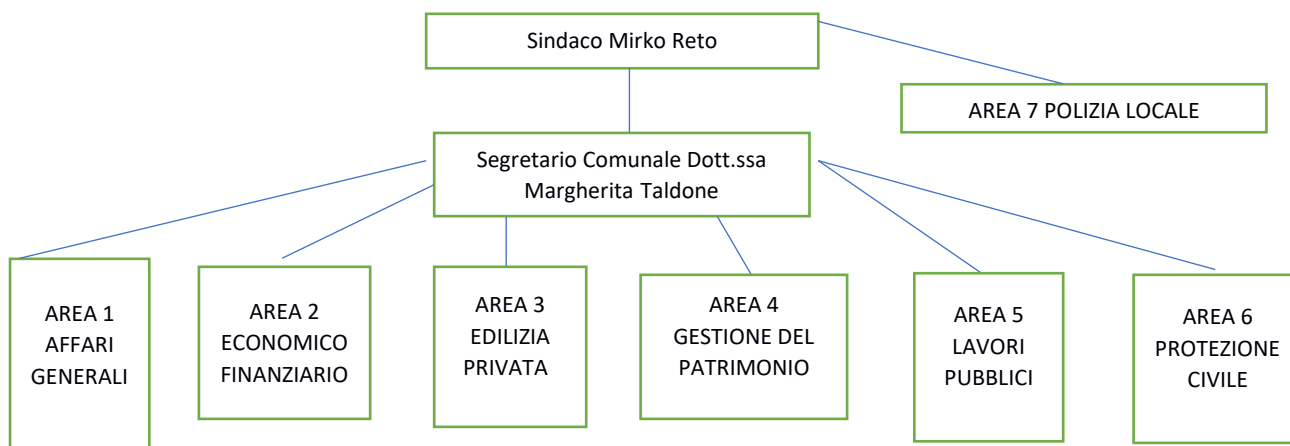 Sindaco Mirko Reto
AREA 7 POLIZIA LOCALE
Segretario Comunale Dott.ssa
Margherita Taldone
AREA 1
AFFARI
GENERALI
AREA 2
ECONOMICO
FINANZIARIO
AREA 3
EDILIZIA
PRIVATA
AREA 4
GESTIONE DEL
PATRIMONIO
AREA 5
LAVORI
PUBBLICI
AREA 6
PROTEZIONE
CIVILE